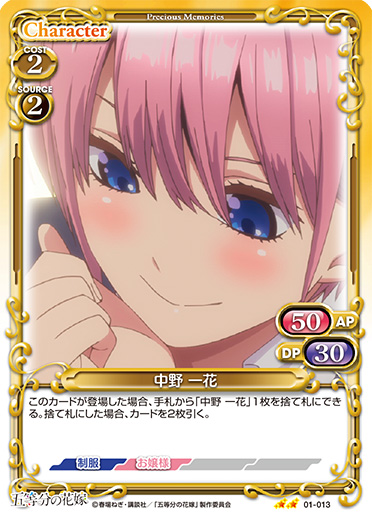 Precious Memories
Character
COST
2
SOURCE
2
50 AP
DP 30
中野 一花
このカードが登場した場合、手札から「中野 一花」1枚を捨て札にでき
る。捨て札にした場合、カードを2枚引く。
制服 お嬢様
五等分の花嫁
©春場ねぎ・講談社/「五等分の花嫁」製作委員会
01-013